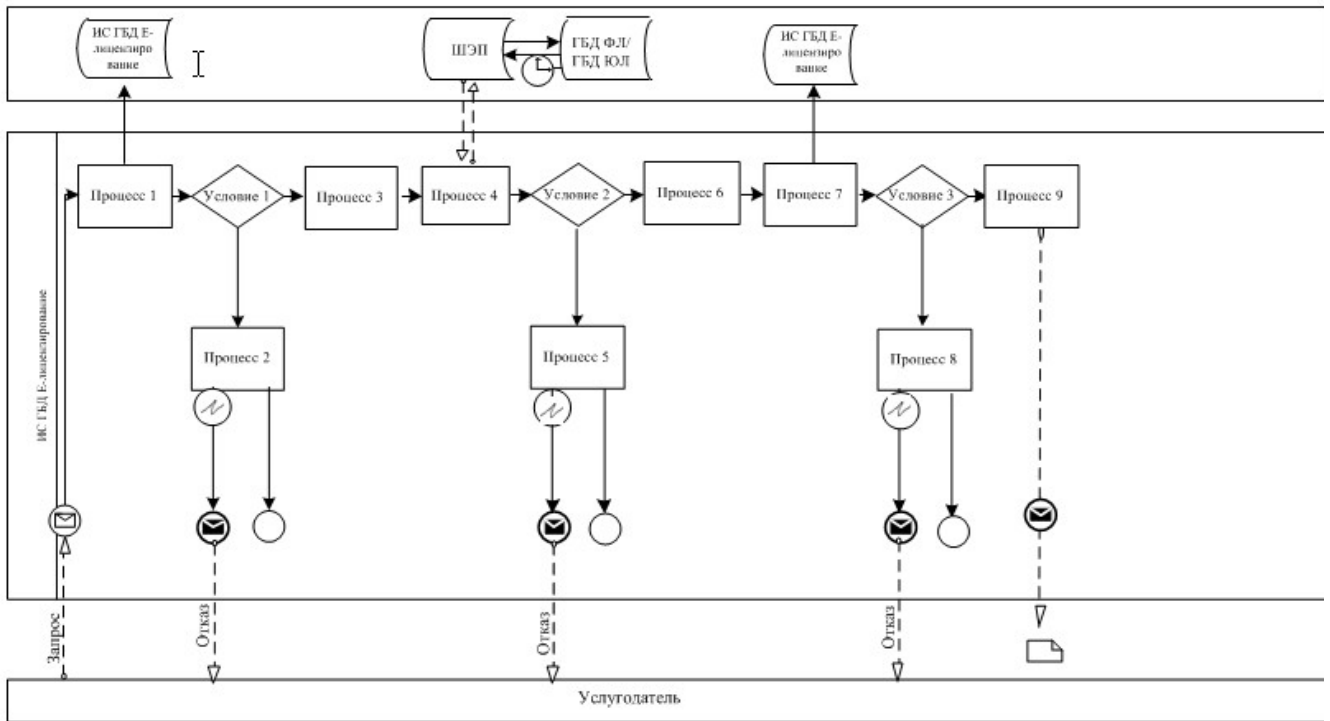 ИС ГБД Е-
лицензиро
вание
ШЭП
ГБД ФЛ/
ГБД ЮЛ
ИС ГБД Е-
лицензиро
вание
ИС ГБД Е-лицензирование
Процесс 1
Условие 1
Процесс 3
Процесс 4
Условие 2
Процесс 6
Процесс 7
Условие 3
Процесс 9
Процесс 2
Процесс 5
Процесс 8
Запрос
Отказ
Отказ
Отказ
Услугодатель